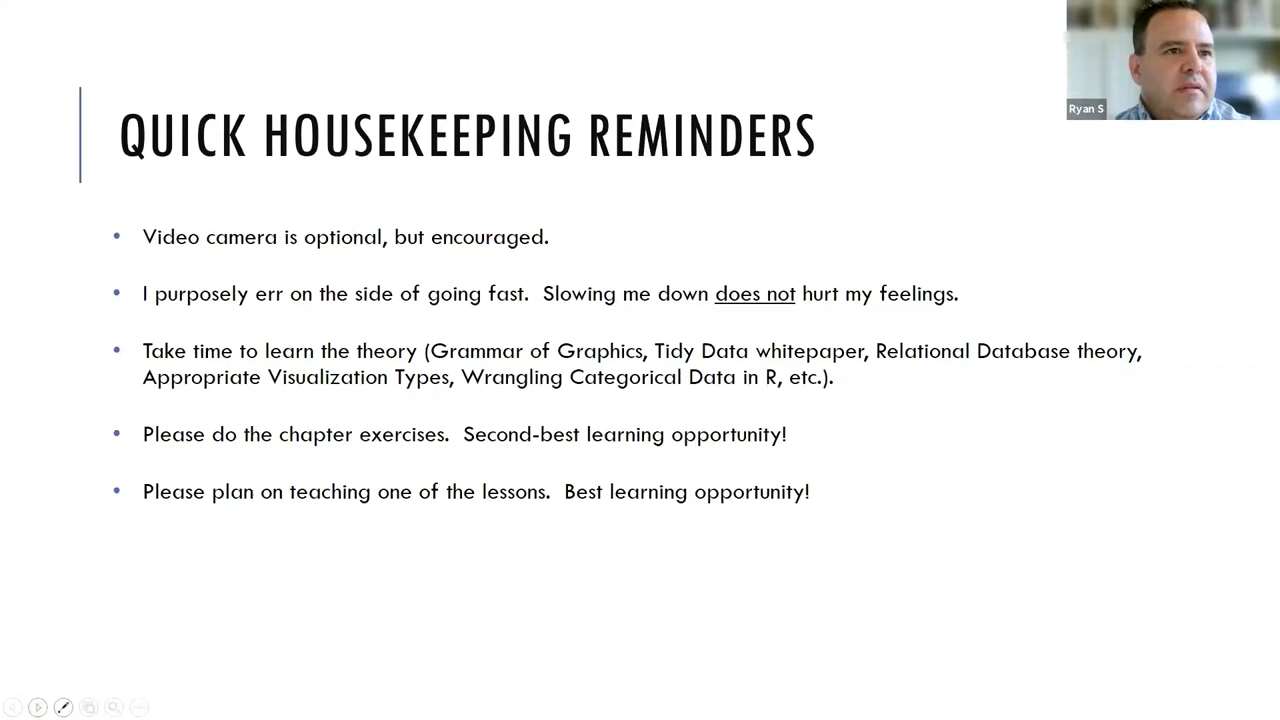 QUICK HOUSEKEEPING REMINDERS
Ryan S
• Video camera is optional, but encouraged.
• I purposely err on the side of going fast.  Slowing me down does not hurt my feelings.
• Take time to learn the theory (Grammar of Graphics, Tidy Data whitepaper, Relational Database theory,
Appropriate Visualization Types, Wrangling Categorical Data in R, etc.).
• Please do the chapter exercises.  Second-best learning opportunity!
• Please plan on teaching one of the lessons.  Best learning opportunity!